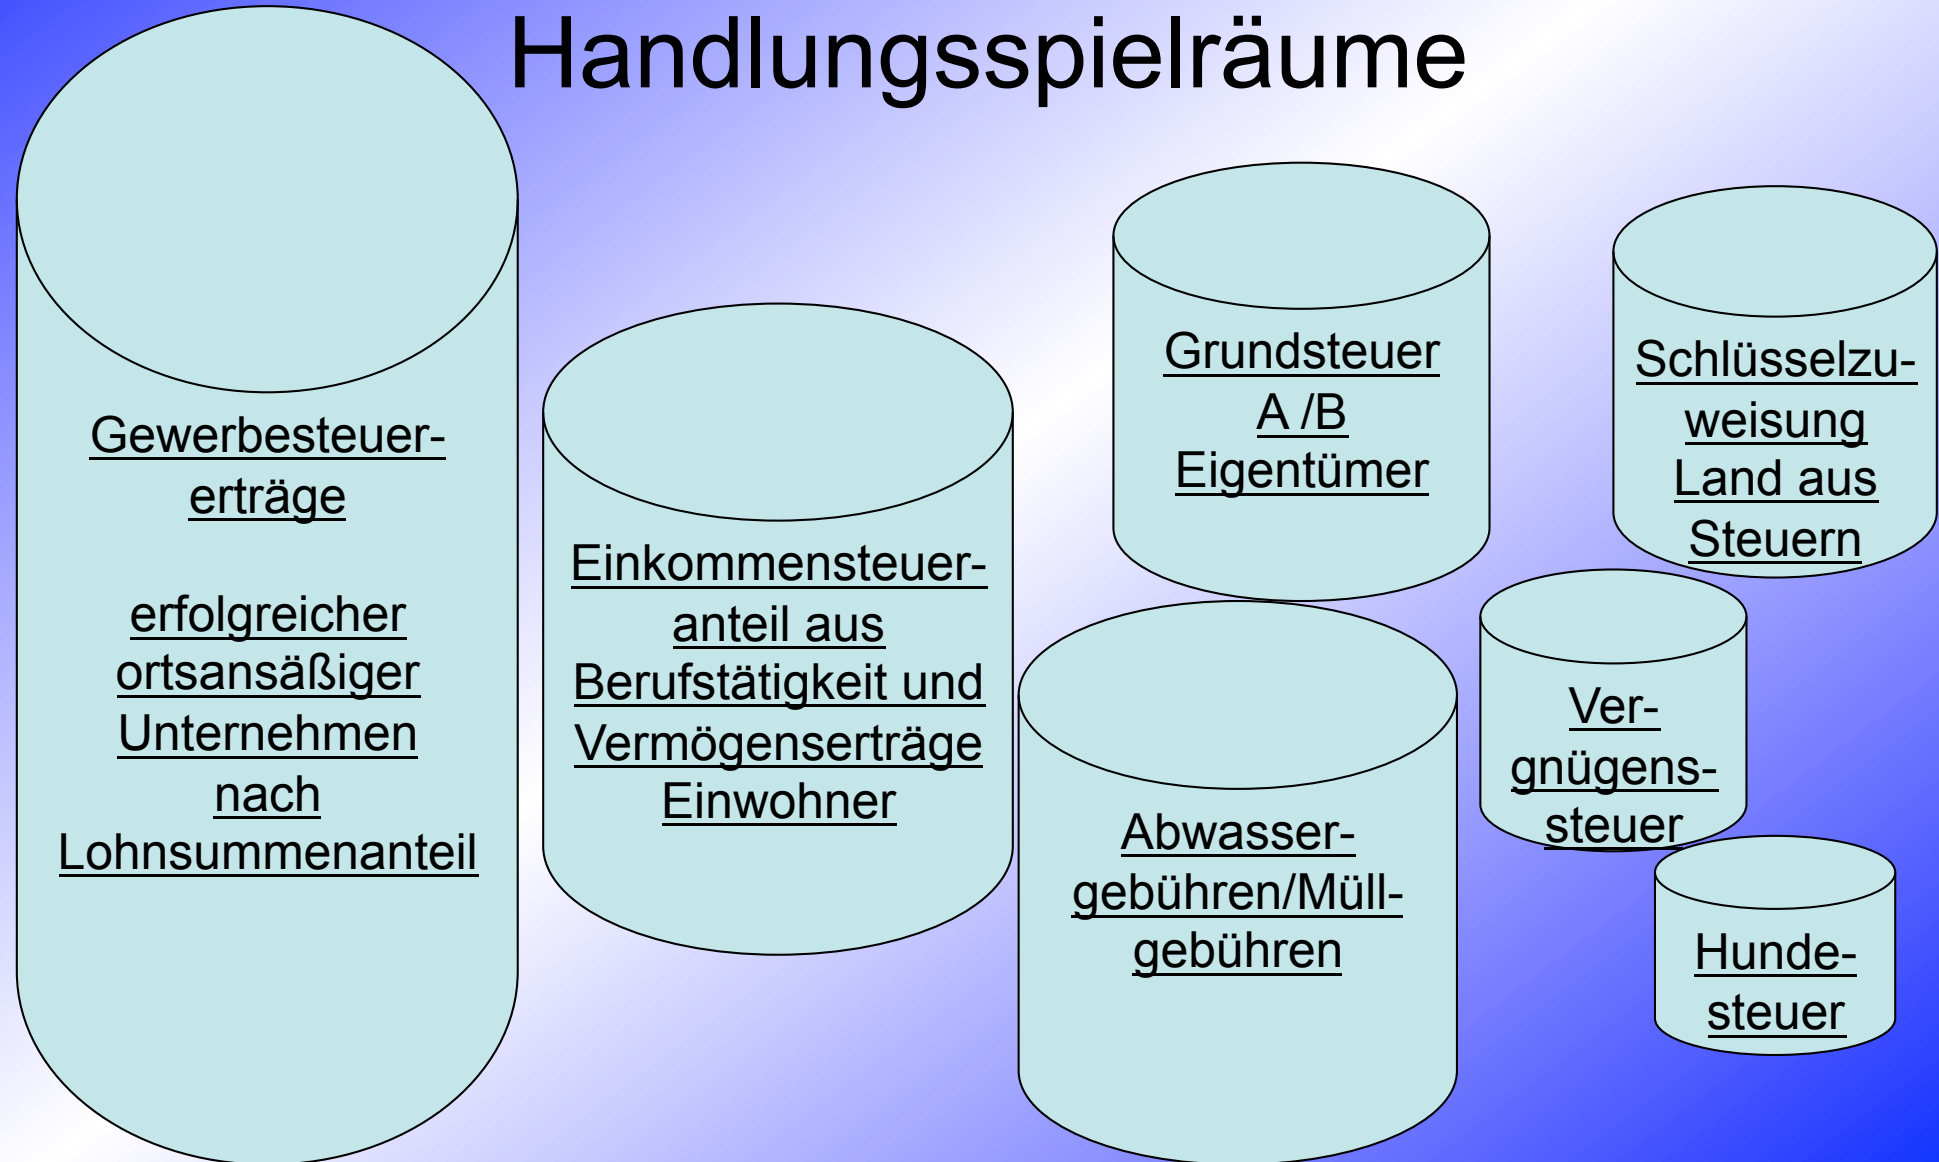 Handlungsspielräume
Gewerbesteuer-
erträge
erfolgreicher
ortsansäßiger
Unternehmen
nach
Lohnsummenanteil
Einkommensteuer-
anteil aus
Berufstätigkeit und
Vermögenserträge
Einwohner
Grundsteuer
A /B
Eigentümer
Schlüsselzu-
weisung
Land aus
Steuern
Abwasser-
gebühren/Müll-
gebühren
Ver-
gnügens-
steuer
Hunde-
steuer